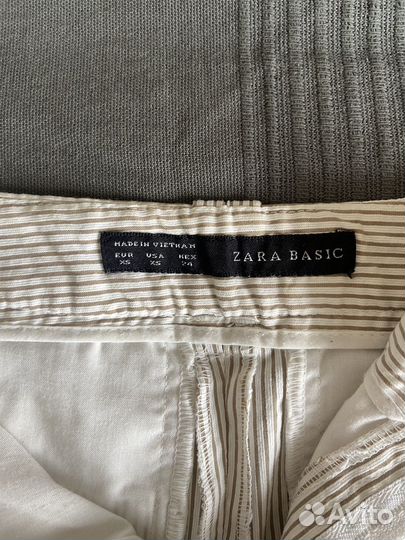 MADE IN VIETNAM
EUR USA MEX
XS XS 24
ZARA BASIC
Avito